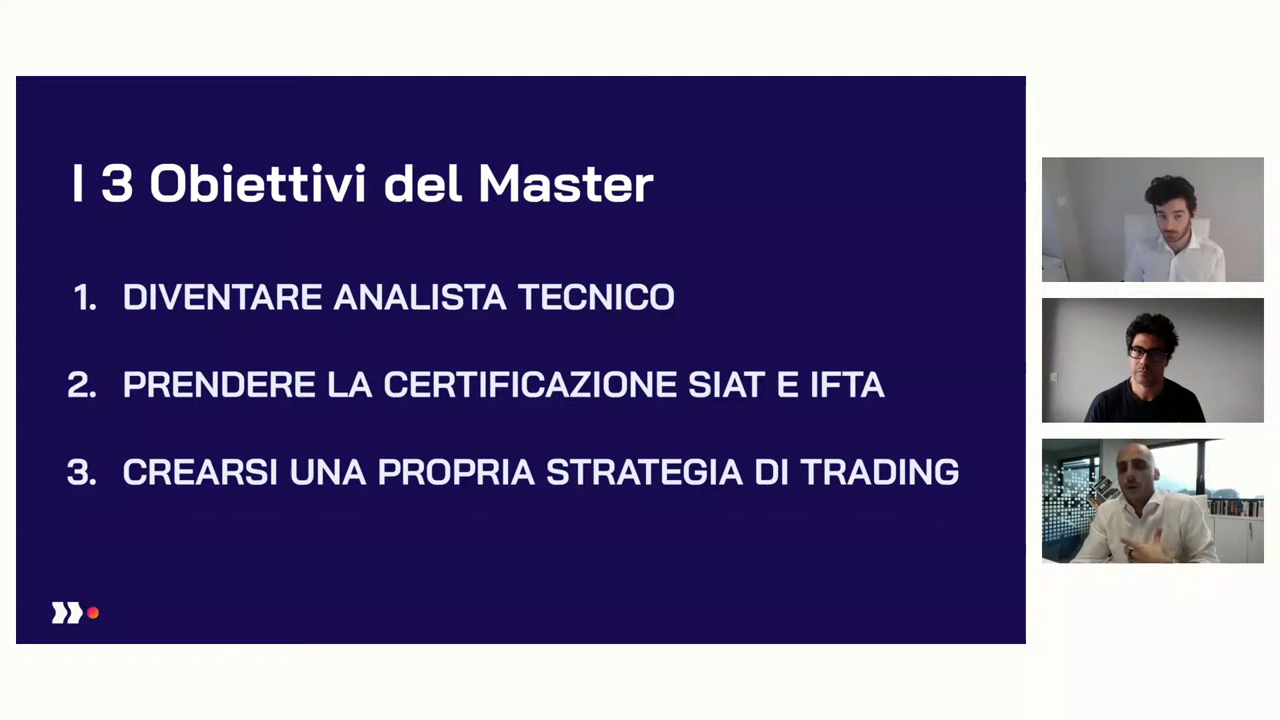 I 3 Obiettivi del Master
1. DIVENTARE ANALISTA TECNICO
2. PRENDERE LA CERTIFICAZIONE SIAT E IFTA
3. CREARSI UNA PROPRIA STRATEGIA DI TRADING